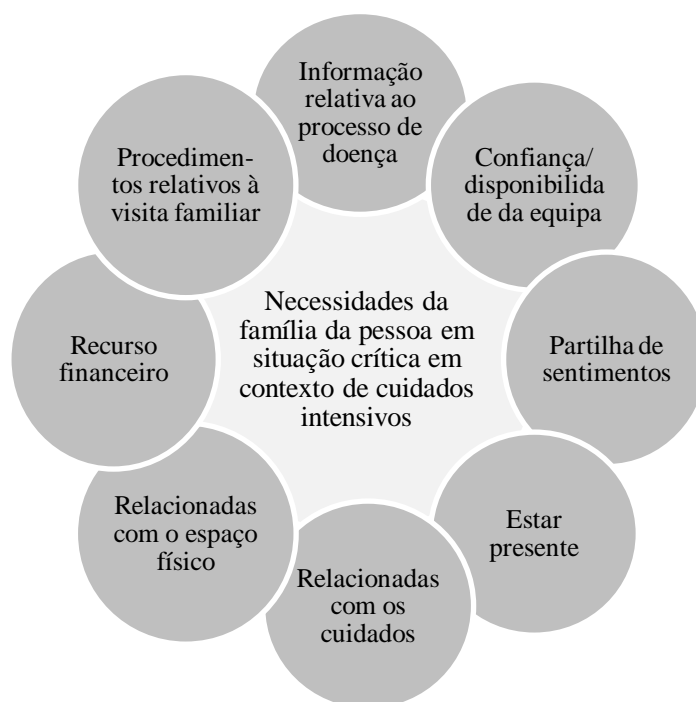 Informação
relativa ao
processo de
doença
Confiança/
disponibilida
de da equipa
Partilha de
sentimentos
Estar
presente
Relacionadas
com os
cuidados
Relacionadas
com o espaço
físico
Recurso
financeiro
Procedimen-
tos relativos à
visita familiar
Necessidades da
família da pessoa em
situação crítica em
contexto de cuidados
intensivos